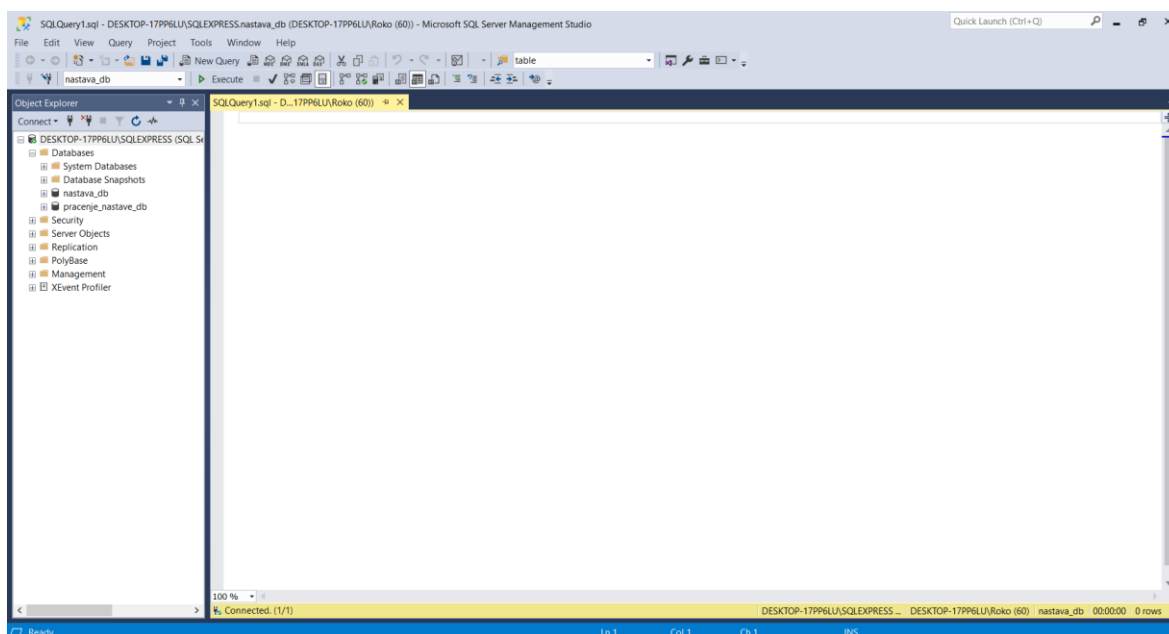 SQLQuery1.sql - DESKTOP-17PP6LU\SQLEXPRESS.nastava_db (DESKTOP-17PP6LU\Roko (60)) - Microsoft SQL Server Management Studio
Quick Launch (Ctrl+Q)
File Edit View Query Project Tools Window Help
New Query MDX DMX XMLA DAX table
nastava_db Execute
Object Explorer
SQLQuery1.sql - D...17PP6LU\Roko (60))
Connect
DESKTOP-17PP6LU\SQLEXPRESS (SQL Se
Databases
System Databases
Database Snapshots
nastava_db
pracenje_nastave_db
Security
Server Objects
Replication
PolyBase
Management
XEvent Profiler
100 %
Connected. (1/1) DESKTOP-17PP6LU\SQLEXPRESS ... DESKTOP-17PP6LU\Roko (60) nastava_db 00:00:00 0 rows
Ready Ln 1 Col 1 Ch 1 INS